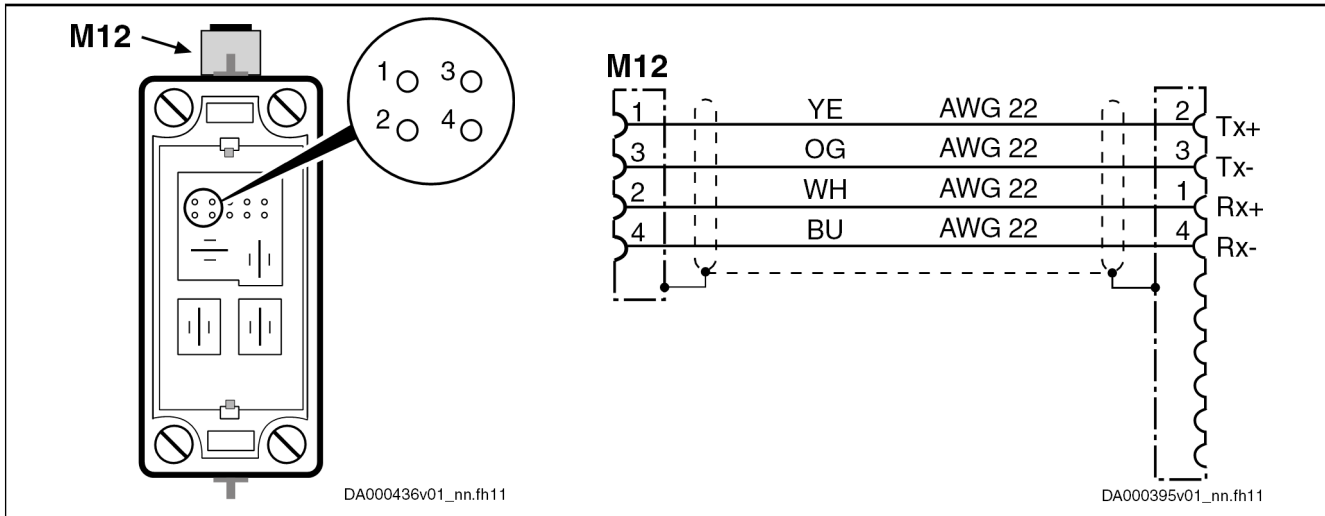 M12
1 3
2 4
DA000436v01_nn.fh11
M12
1 YE AWG 22 2 Tx+
3 OG AWG 22 3 Tx-
2 WH AWG 22 1 Rx+
4 BU AWG 22 4 Rx-
DA000395v01_nn.fh11